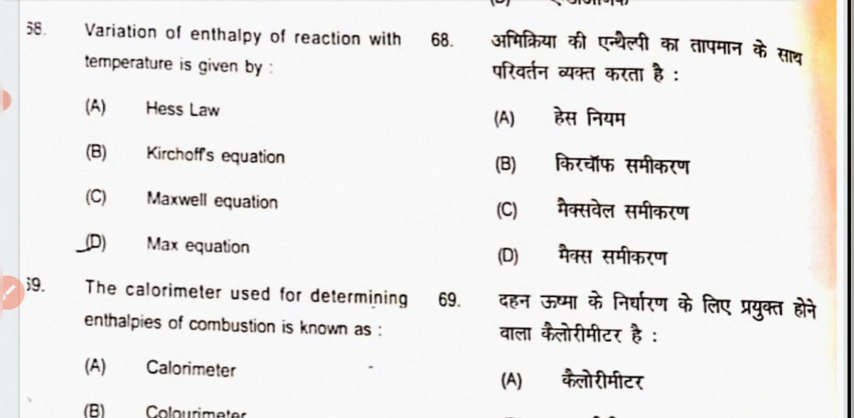 68. Variation of enthalpy of reaction with
temperature is given by :
(A) Hess Law
(B) Kirchoff's equation
(C) Maxwell equation
(D) Max equation
69. The calorimeter used for determining
enthalpies of combustion is known as :
(A) Calorimeter
(B) Colourimeter
68. अभिक्रिया की एन्थैल्पी का तापमान के साथ
परिवर्तन व्यक्त करता है :
(A) हेस नियम
(B) किरचॉफ समीकरण
(C) मैक्सवेल समीकरण
(D) मैक्स समीकरण
69. दहन ऊष्मा के निर्धारण के लिए प्रयुक्त होने
वाला कैलोरीमीटर है :
(A) कैलोरीमीटर